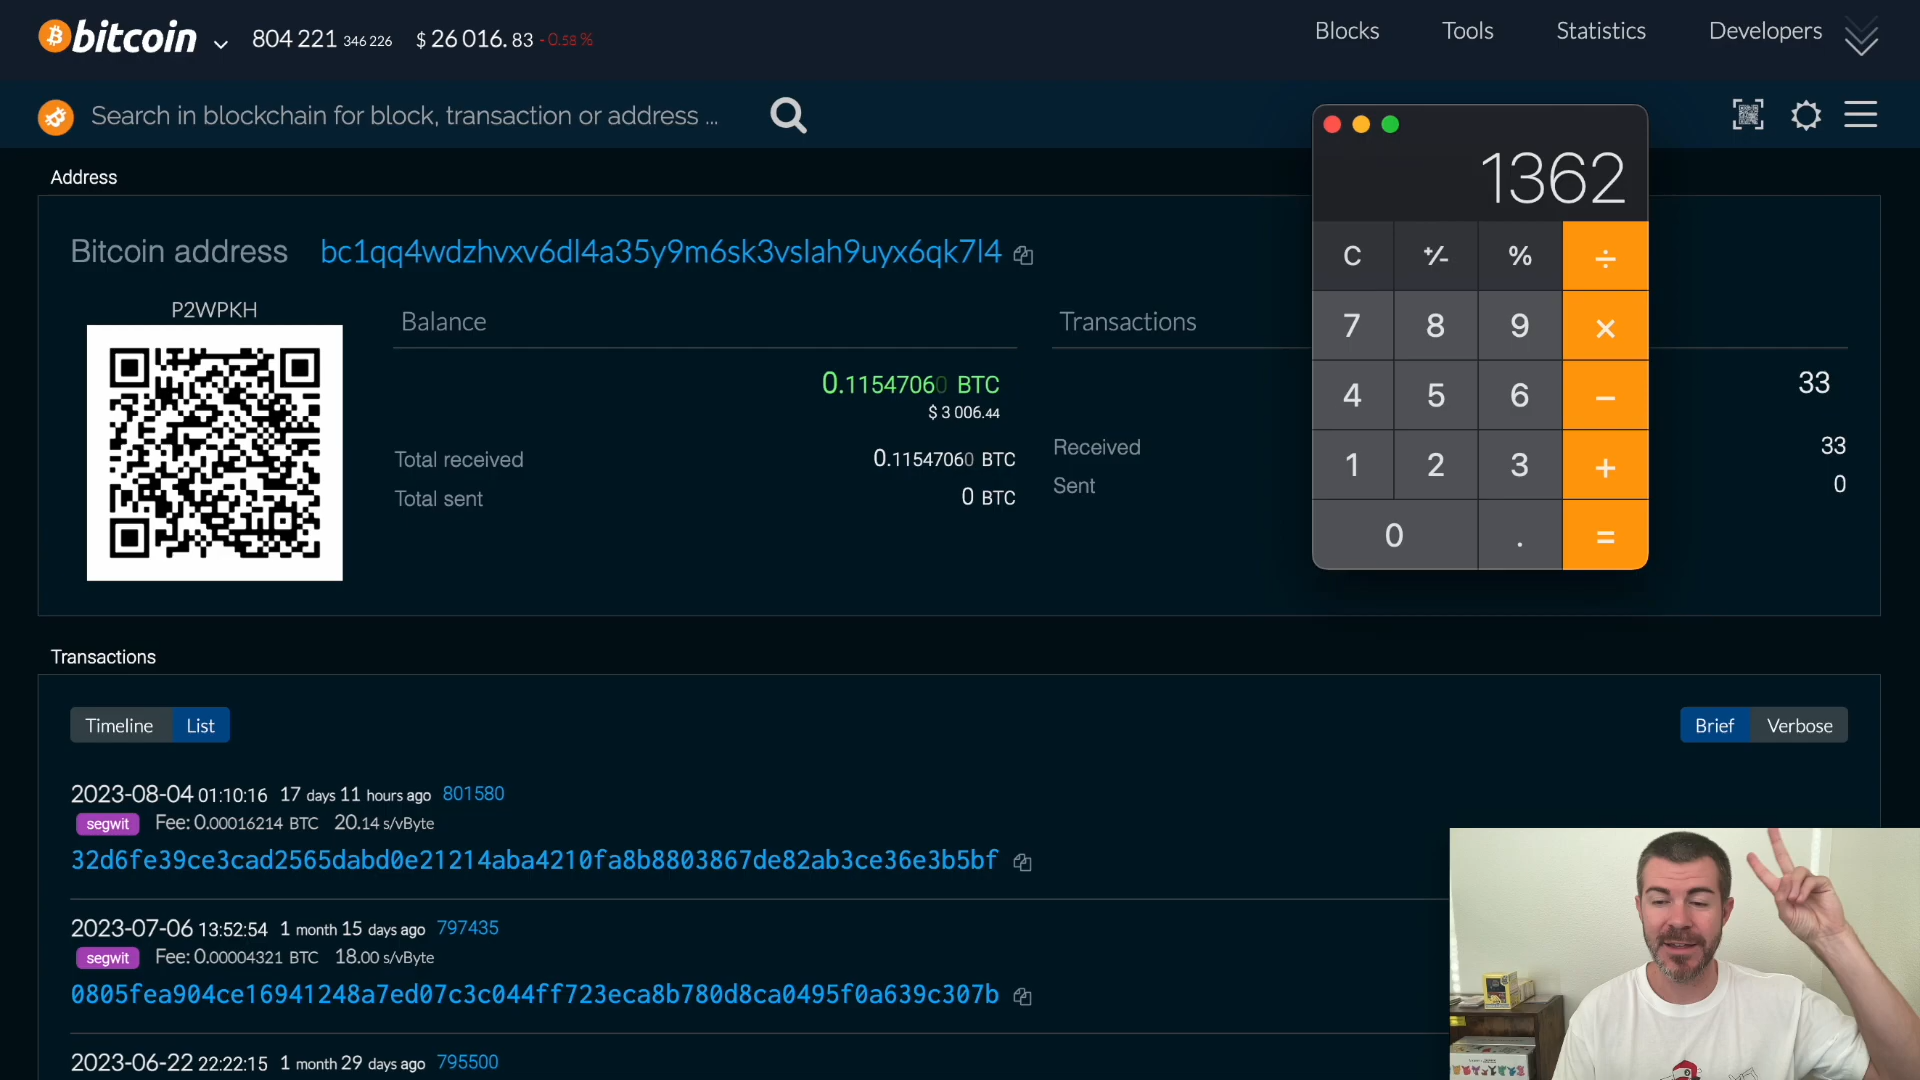 bitcoin 804 221 346 226 $ 26 016. 83 - 0.58 % Blocks Tools Statistics Developers
Search in blockchain for block, transaction or address ...
1362
C +/- % ÷
7 8 9 ×
4 5 6 −
1 2 3 +
0 . =
Address
Bitcoin address bc1qq4wdzhvxv6dl4a35y9m6sk3vslah9uyx6qk7l4
P2WPKH
Balance
0.11547060 BTC
$ 3 006.44
Total received 0.11547060 BTC
Total sent 0 BTC
Transactions
33
Received 33
Sent 0
Transactions
Timeline List Brief Verbose
2023-08-04 01:10:16 17 days 11 hours ago 801580
segwit Fee: 0.00016214 BTC 20.14 s/vByte
32d6fe39ce3cad2565dabd0e21214aba4210fa8b8803867de82ab3ce36e3b5bf
2023-07-06 13:52:54 1 month 15 days ago 797435
segwit Fee: 0.00004321 BTC 18.00 s/vByte
0805fea904ce16941248a7ed07c3c044ff723eca8b780d8ca0495f0a639c307b
2023-06-22 22:22:15 1 month 29 days ago 795500